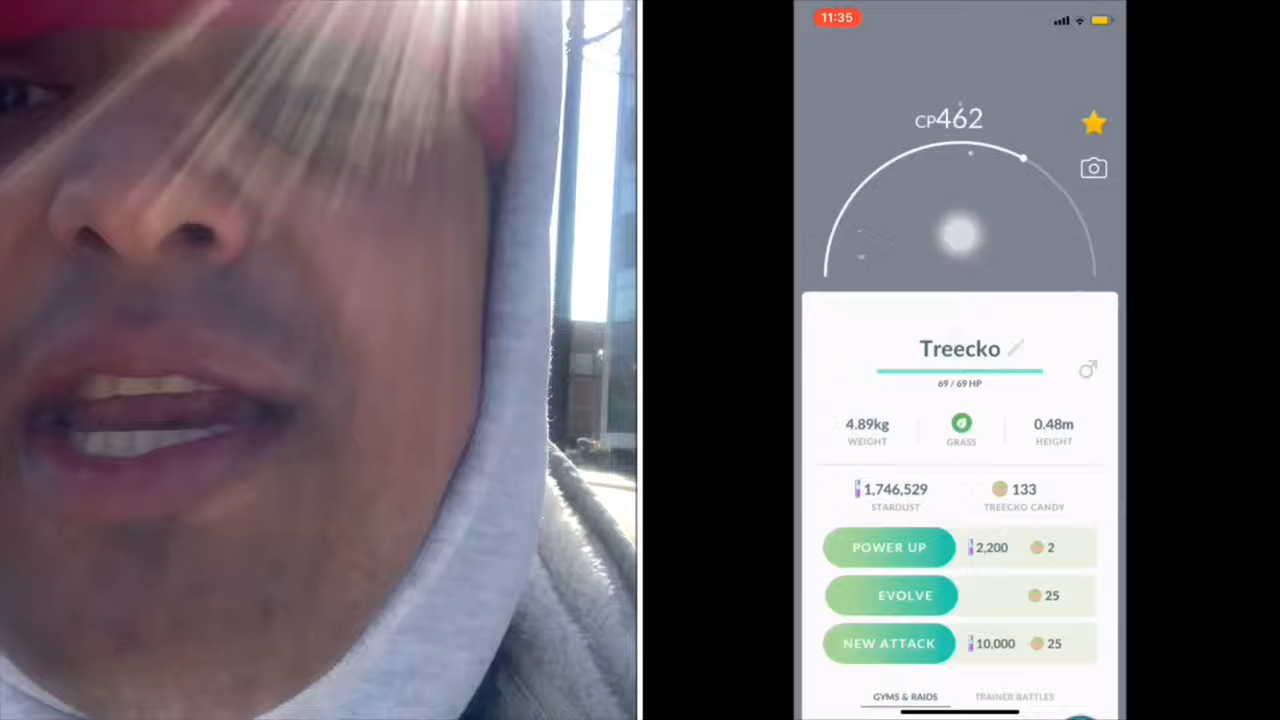 11:35
CP462
Treecko
69 / 69 HP
4.89kg
WEIGHT
GRASS
0.48m
HEIGHT
1,746,529
STARDUST
133
TREECKO CANDY
POWER UP 2,200 2
EVOLVE 25
NEW ATTACK 10,000 25
GYMS & RAIDS TRAINER BATTLES